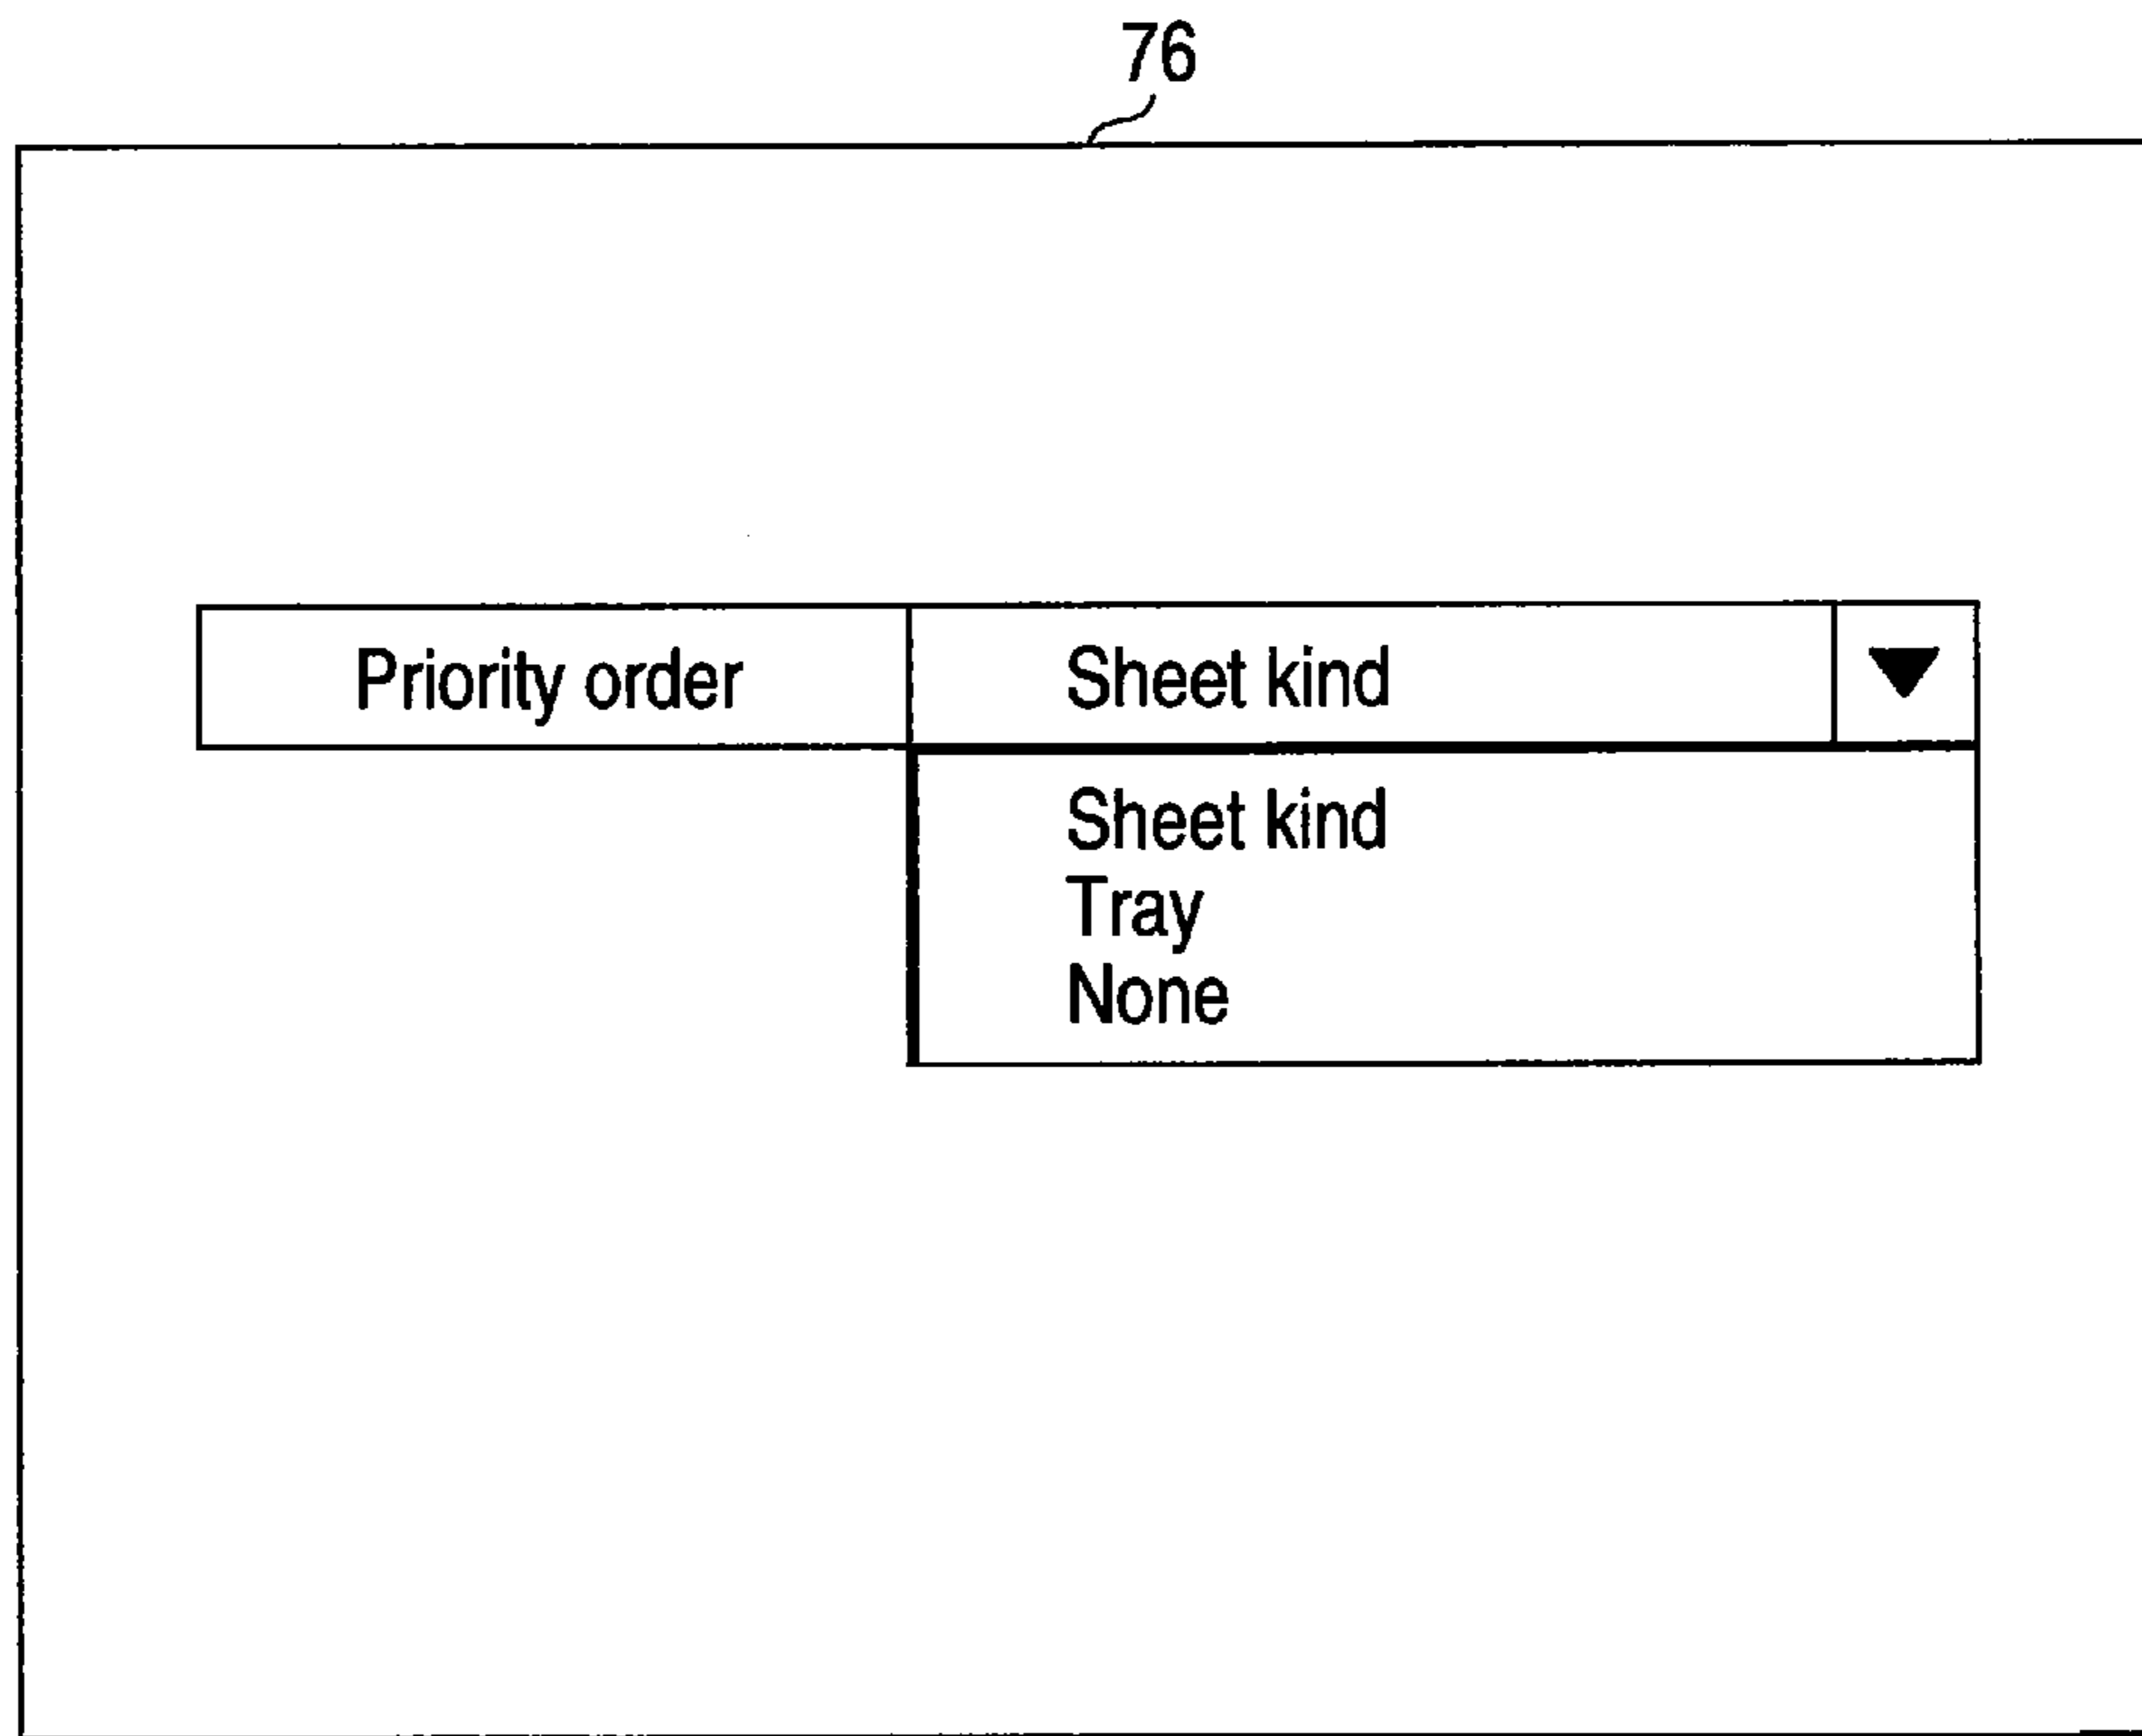 76
Priority order Sheet kind
Sheet kind
Tray
None